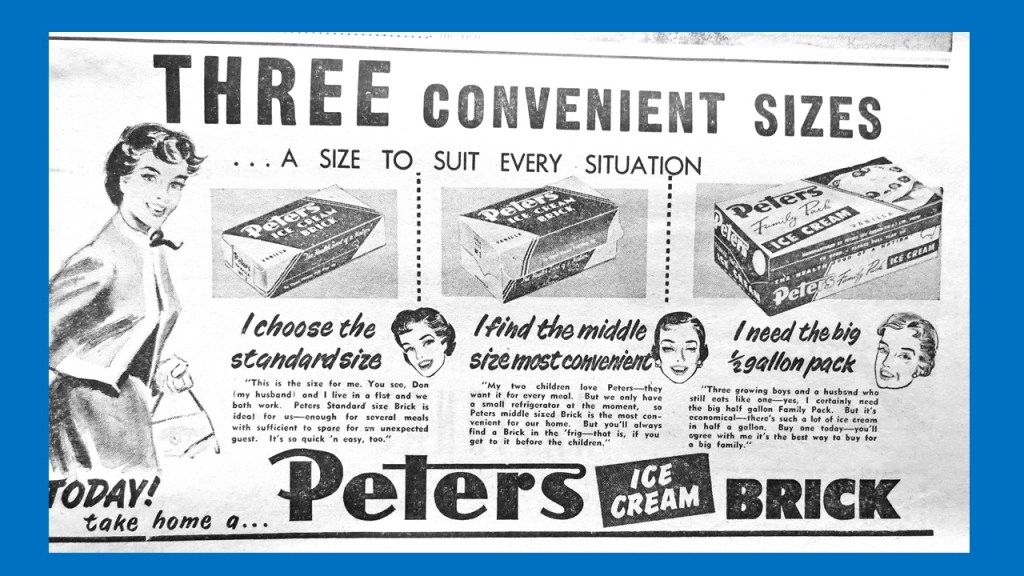 THREE CONVENIENT SIZES
...A SIZE TO SUIT EVERY SITUATION
Peters
ICE CREAM
BRICK
VANILLA
Peters
ICE CREAM
BRICK
VANILLA
Peters
Family Pack
ICE CREAM
VANILLA
Peters
ICE CREAM
Peters Family Pack ICE CREAM
I choose the
standard size
"This is the size for me. You see, Don
(my husband) and I live in a flat and we
both work. Peters Standard size Brick is
ideal for us—enough for several meals
with sufficient to spare for an unexpected
guest. It's so quick 'n easy, too."
I find the middle
size most convenient
"My two children love Peters—they
want it for every meal. But we only have
a small refrigerator at the moment, so
Peters middle sized Brick is the most con-
venient for our home. But you'll always
find a Brick in the 'frig—that is, if you
get to it before the children."
I need the big
½ gallon pack
"Three growing boys and a husband who
still eats like one—yes, I certainly need
the big half gallon Family Pack. But it's
economical—there's such a lot of ice cream
in half a gallon. Buy one today—you'll
agree with me it's the best way to buy for
a big family."
TODAY!
take home a...
Peters ICE CREAM BRICK